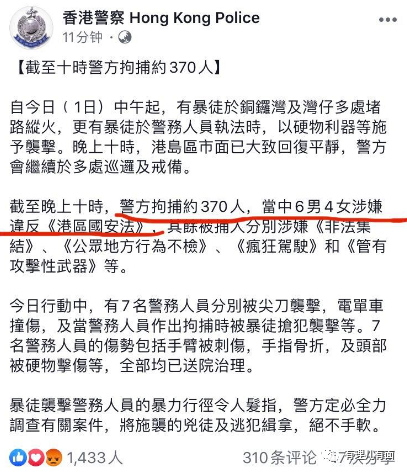 香港警察 Hong Kong Police
11分钟
【截至十時警方拘捕約370人】
自今日（1日）中午起，有暴徒於銅鑼灣及灣仔多處堵
路縱火，更有暴徒於警務人員執法時，以硬物利器等施
予襲擊。晚上十時，港島區市面已大致回復平靜，警方
會繼續於多處巡邏及戒備。
截至晚上十時，警方拘捕約370人，當中6男4女涉嫌
違反《港區國安法》，其餘被捕人分別涉嫌《非法集
結》、《公眾地方行為不檢》、《瘋狂駕駛》和《管有
攻擊性武器》等。
今日行動中，有7名警務人員分別被尖刀襲擊，電單車
撞傷，及當警務人員作出拘捕時被暴徒搶犯襲擊等。7
名警務人員的傷勢包括手臂被刺傷，手指骨折，及頭部
被硬物擊傷等，全部均已送院治理。
暴徒襲擊警務人員的暴力行徑令人髮指，警方定必全力
調查有關案件，將施襲的兇徒及逃犯緝拿，絕不手軟。
1,433人
310条评论